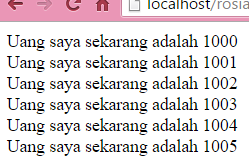 localhost/rosia
Uang saya sekarang adalah 1000
Uang saya sekarang adalah 1001
Uang saya sekarang adalah 1002
Uang saya sekarang adalah 1003
Uang saya sekarang adalah 1004
Uang saya sekarang adalah 1005